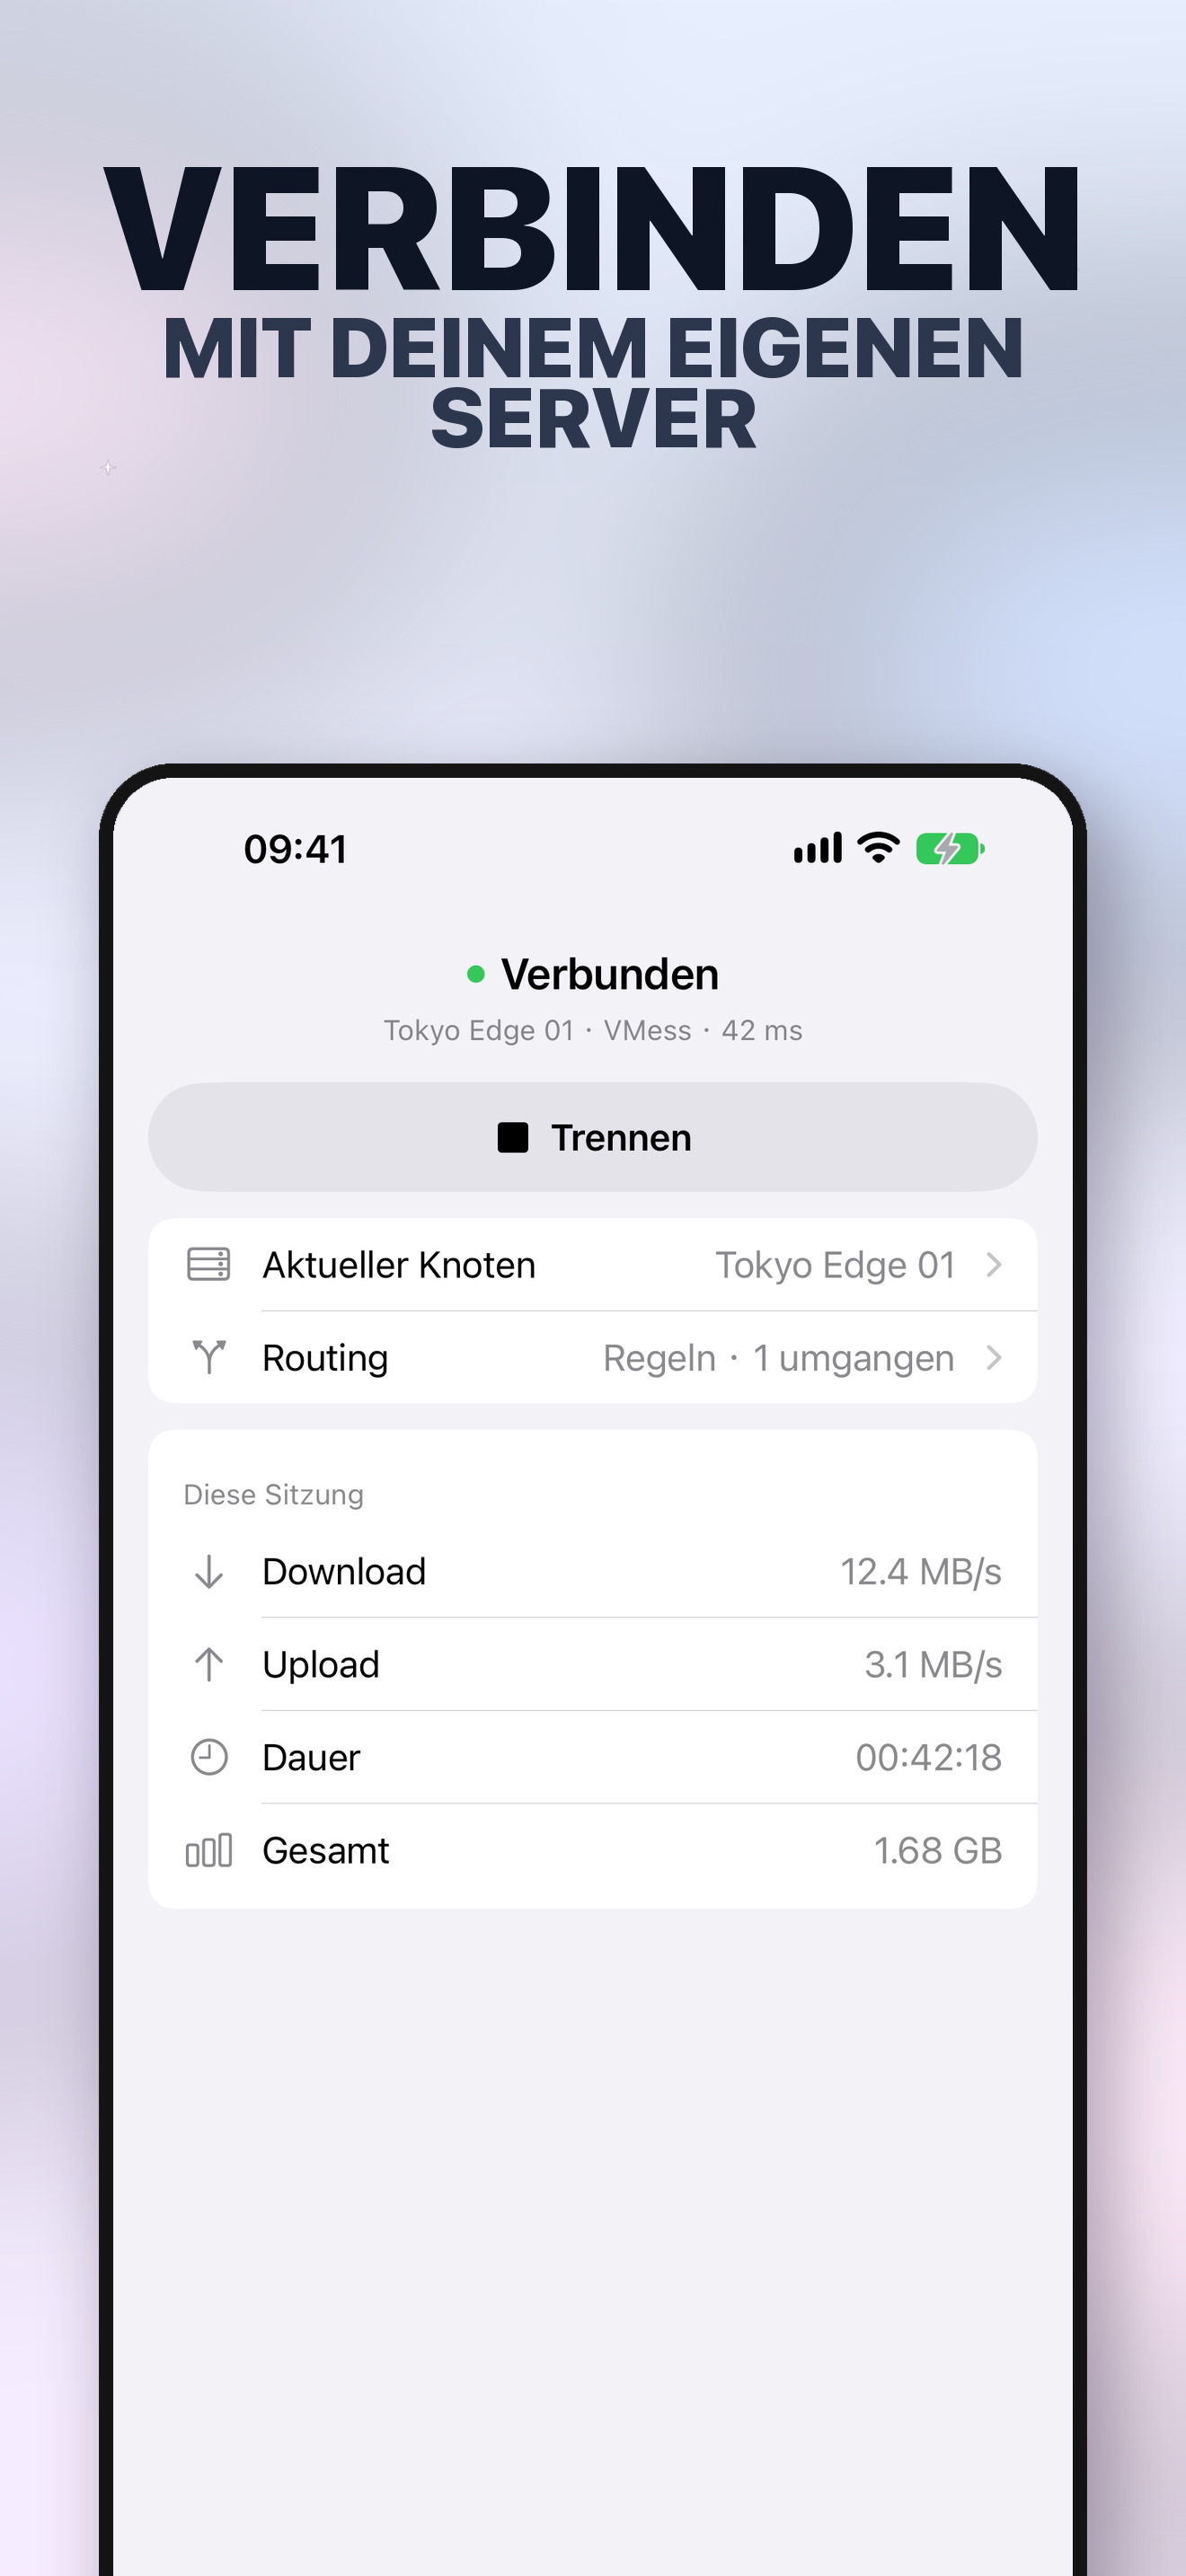 VERBINDEN
MIT DEINEM EIGENEN
SERVER
09:41
Verbunden
Tokyo Edge 01 · VMess · 42 ms
Trennen
Aktueller Knoten Tokyo Edge 01
Routing Regeln · 1 umgangen
Diese Sitzung
Download 12.4 MB/s
Upload 3.1 MB/s
Dauer 00:42:18
Gesamt 1.68 GB